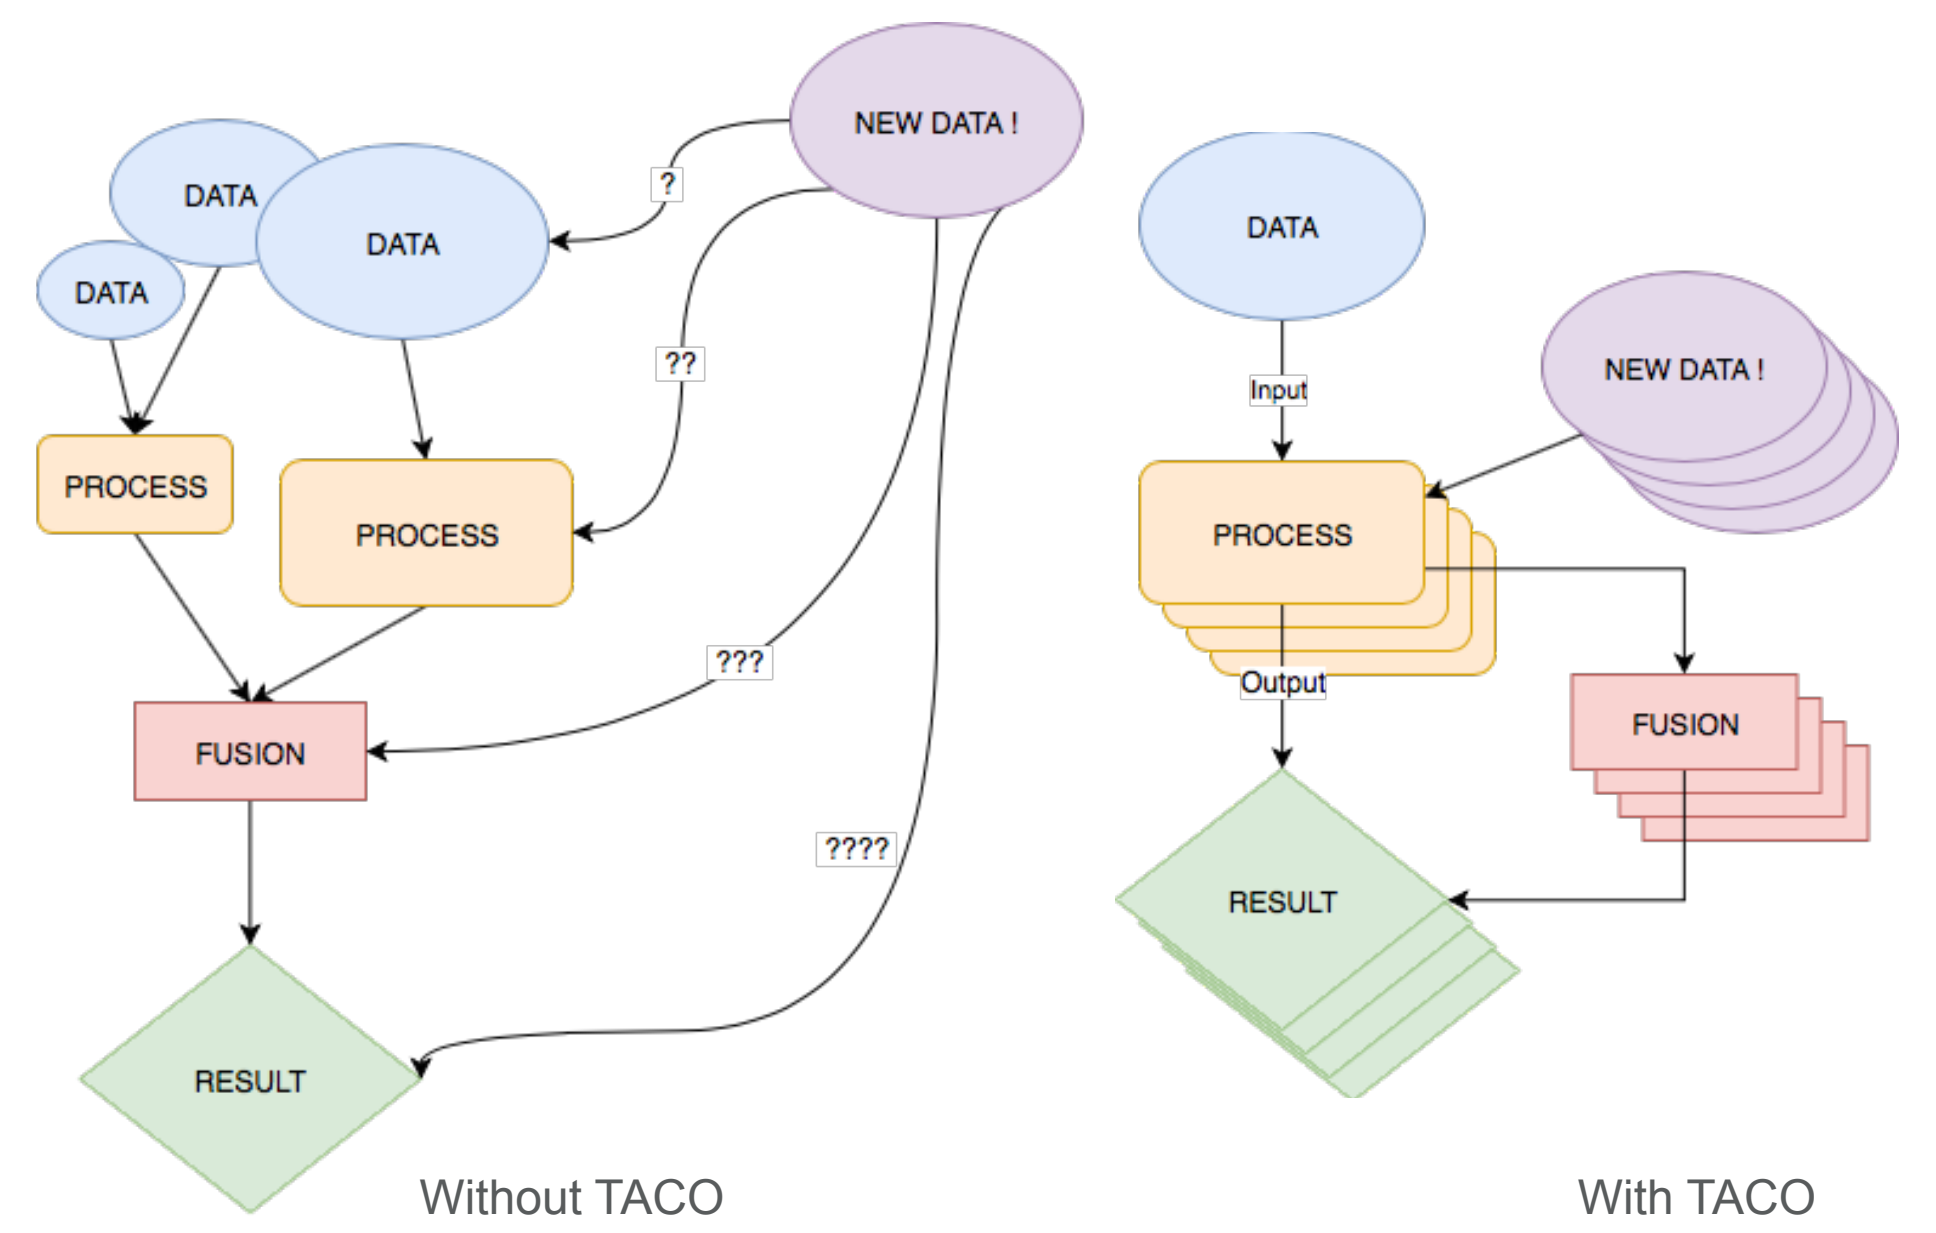 NEW DATA !
DATA
?
DATA
DATA
??
PROCESS
PROCESS
???
FUSION
????
RESULT
Without TACO
DATA
NEW DATA !
Input
PROCESS
Output
FUSION
RESULT
With TACO